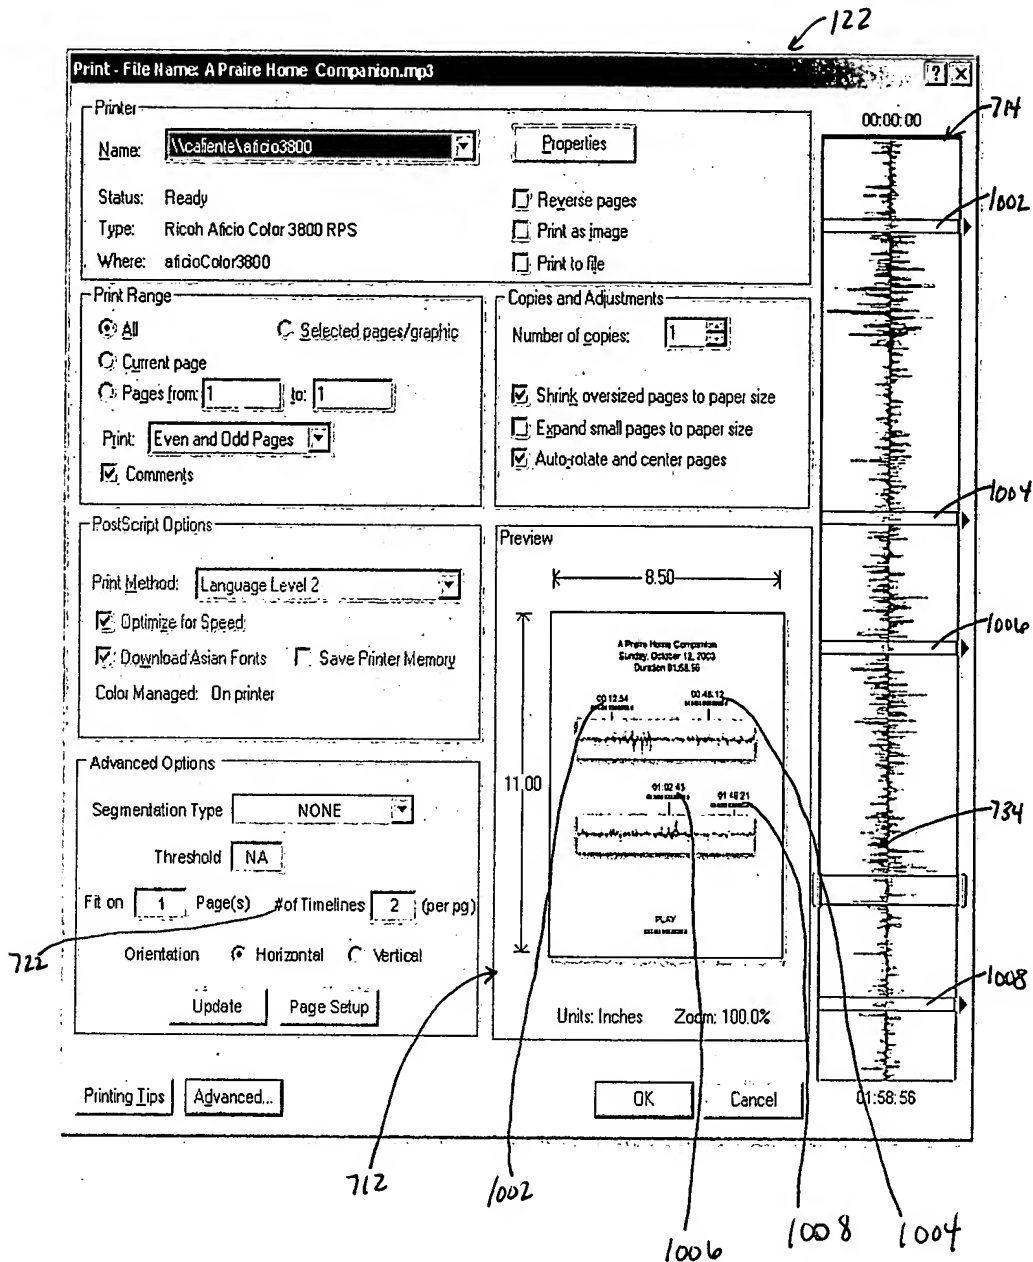 122
Print - File Name: A Praire Home Companion.mp3
Printer
Name: \\caliente\aficio3800
Properties
Status: Ready
Type: Ricoh Aficio Color 3800 RPS
Where: aficioColor3800
Reverse pages
Print as image
Print to file
Print Range
All
Selected pages/graphic
Current page
Pages from: 1 to: 1
Print: Even and Odd Pages
Comments
Copies and Adjustments
Number of copies: 1
Shrink oversized pages to paper size
Expand small pages to paper size
Auto-rotate and center pages
PostScript Options
Print Method: Language Level 2
Optimize for Speed
Download Asian Fonts
Save Printer Memory
Color Managed: On printer
Advanced Options
Segmentation Type NONE
Threshold NA
Fit on 1 Page(s) # of Timelines 2 (per pg)
Orientation Horizontal Vertical
Update
Page Setup
Preview
8.50
11.00
A Praire Home Companion
Sunday, October 12, 2003
Duration 01:58.56
00:12:54
00:48:12
01:02:45
01:48:21
PLAY
Units: Inches Zoom: 100.0%
Printing Tips
Advanced...
OK
Cancel
00:00:00
01:58:56
714
1002
1004
1006
734
1008
722
712
1002
1006
1008
1004